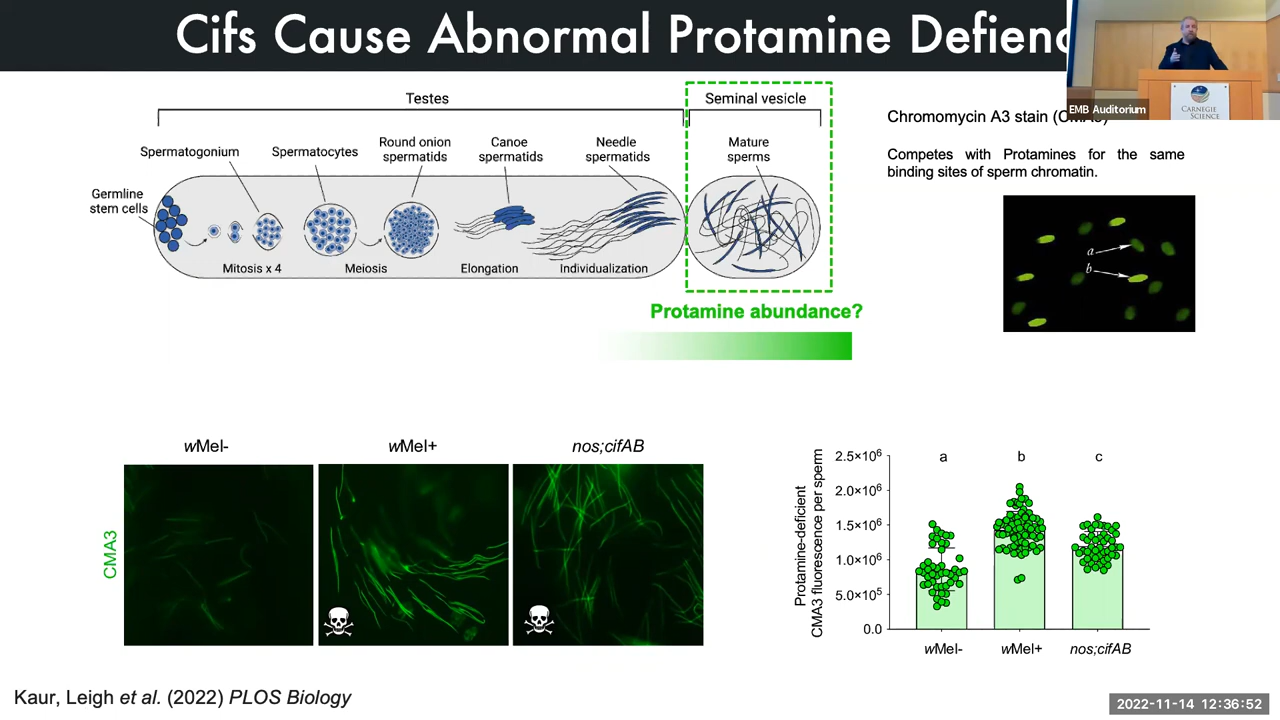 Cifs Cause Abnormal Protamine
EMB Auditorium
CARNEGIE
SCIENCE
Testes
Seminal vesicle
Spermatogonium
Spermatocytes
Round onion
spermatids
Canoe
spermatids
Needle
spermatids
Mature
sperms
Germline
stem cells
Mitosis x 4
Meiosis
Elongation
Individualization
Protamine abundance?
Chromomycin A3 stain
Competes with Protamines for the same
binding sites of sperm chromatin.
a
b
wMel-
wMel+
nos;cifAB
CMA3
Protamine-deficient
CMA3 fluorescence per sperm
2.5×10⁶
2.0×10⁶
1.5×10⁶
1.0×10⁶
5.0×10⁵
0.0
a
b
c
wMel-
wMel+
nos;cifAB
Kaur, Leigh et al. (2022) PLOS Biology
2022-11-14 12:36:52